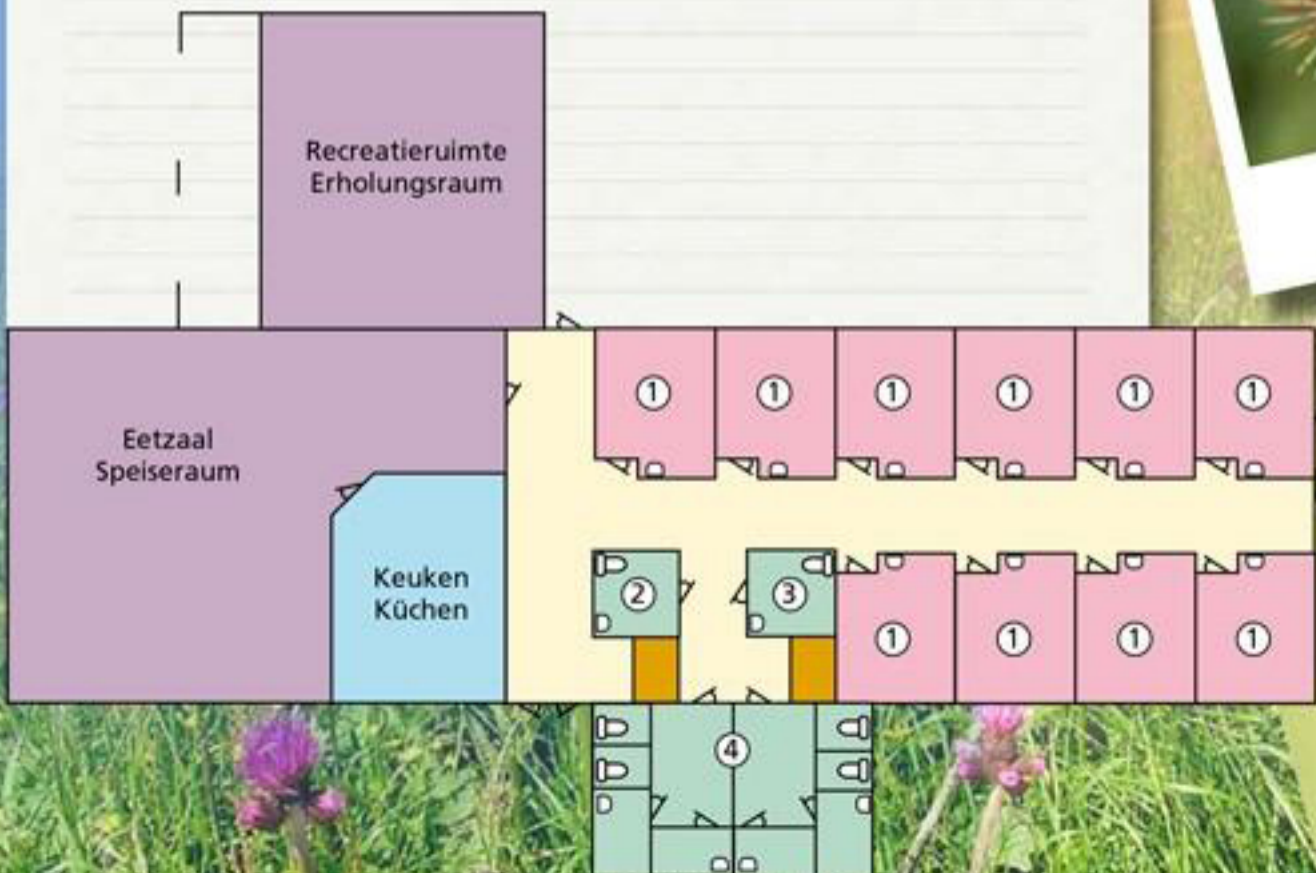 Recreatieruimte
Erholungsraum
Eetzaal
Speiseraum
1 1 1 1 1 1
Keuken
Küchen
2 3
1 1 1 1
4